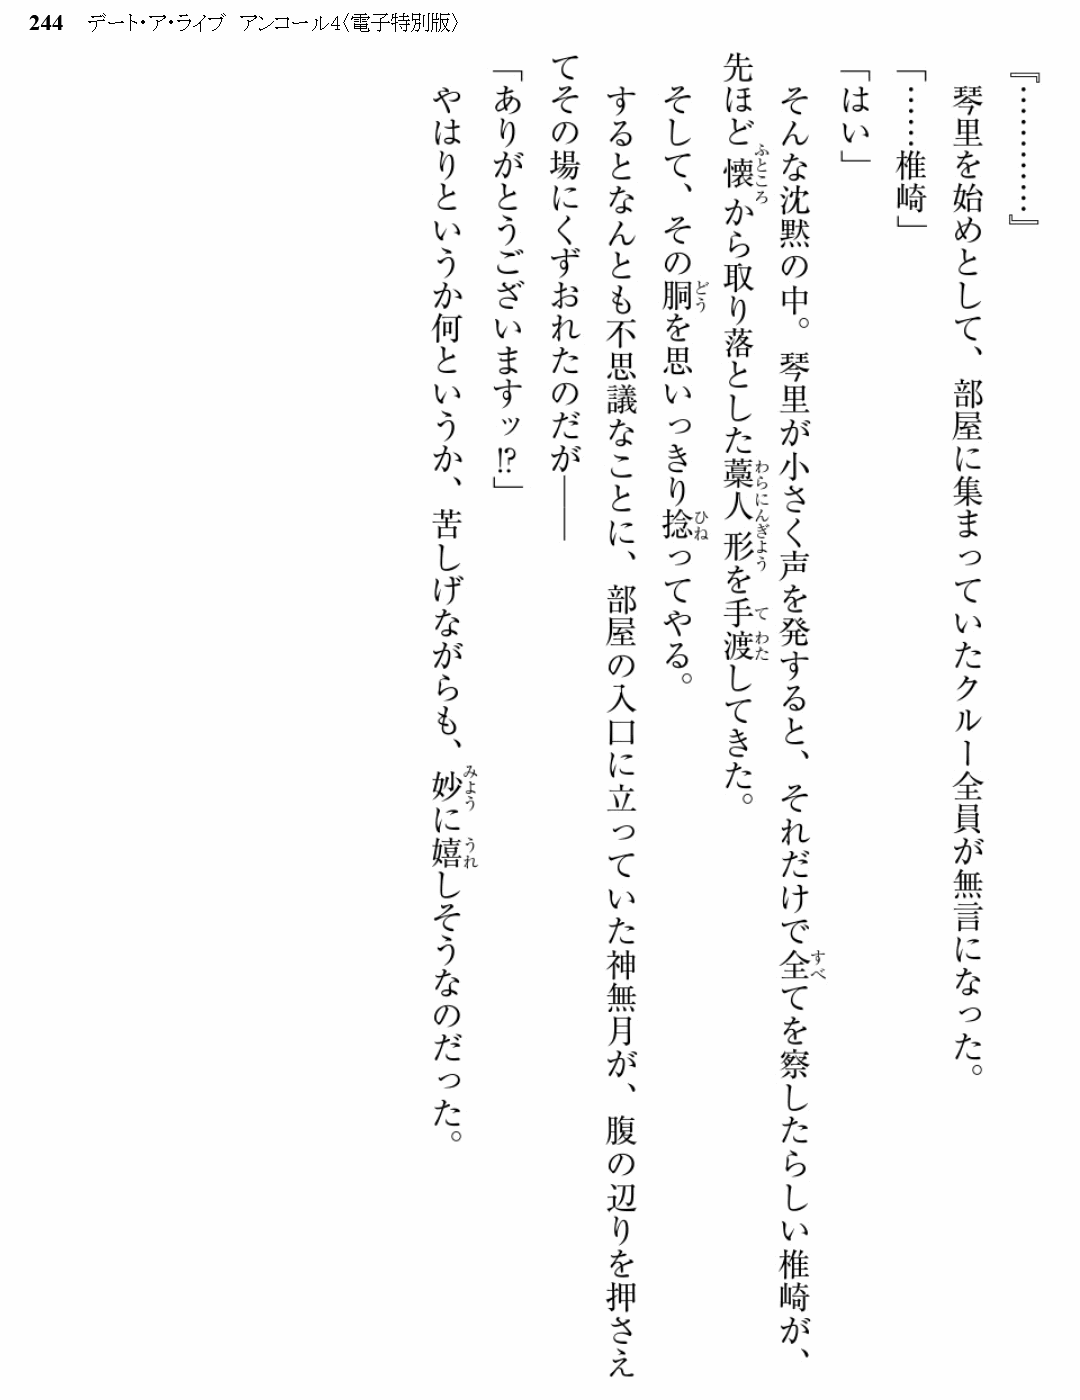 244 デート・ア・ライブ アンコール4〈電子特別版〉
『…………』
琴里を始めとして、部屋に集まっていたクルー全員が無言になった。
「……椎崎」
「はい」
そんな沈黙の中。琴里が小さく声を発すると、それだけで全てを察したらしい椎崎が、
先ほど懐から取り落とした藁人形を手渡してきた。
そして、その胴を思いっきり捻ってやる。
するとなんとも不思議なことに、部屋の入口に立っていた神無月が、腹の辺りを押さえ
てその場にくずおれたのだが――
「ありがとうございますッ!?」
やはりというか何というか、苦しげながらも、妙に嬉しそうなのだった。